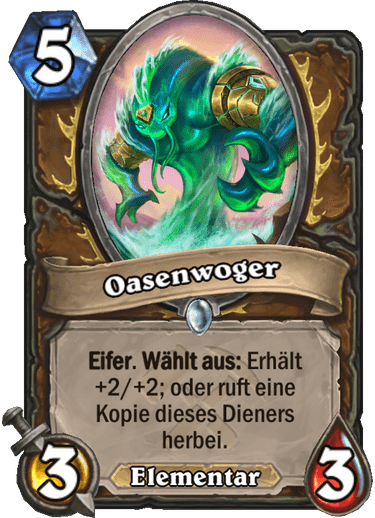 5
Oasenwoger
Eifer. Wählt aus: Erhält
+2/+2; oder ruft eine
Kopie dieses Dieners
herbei.
3
Elementar
3